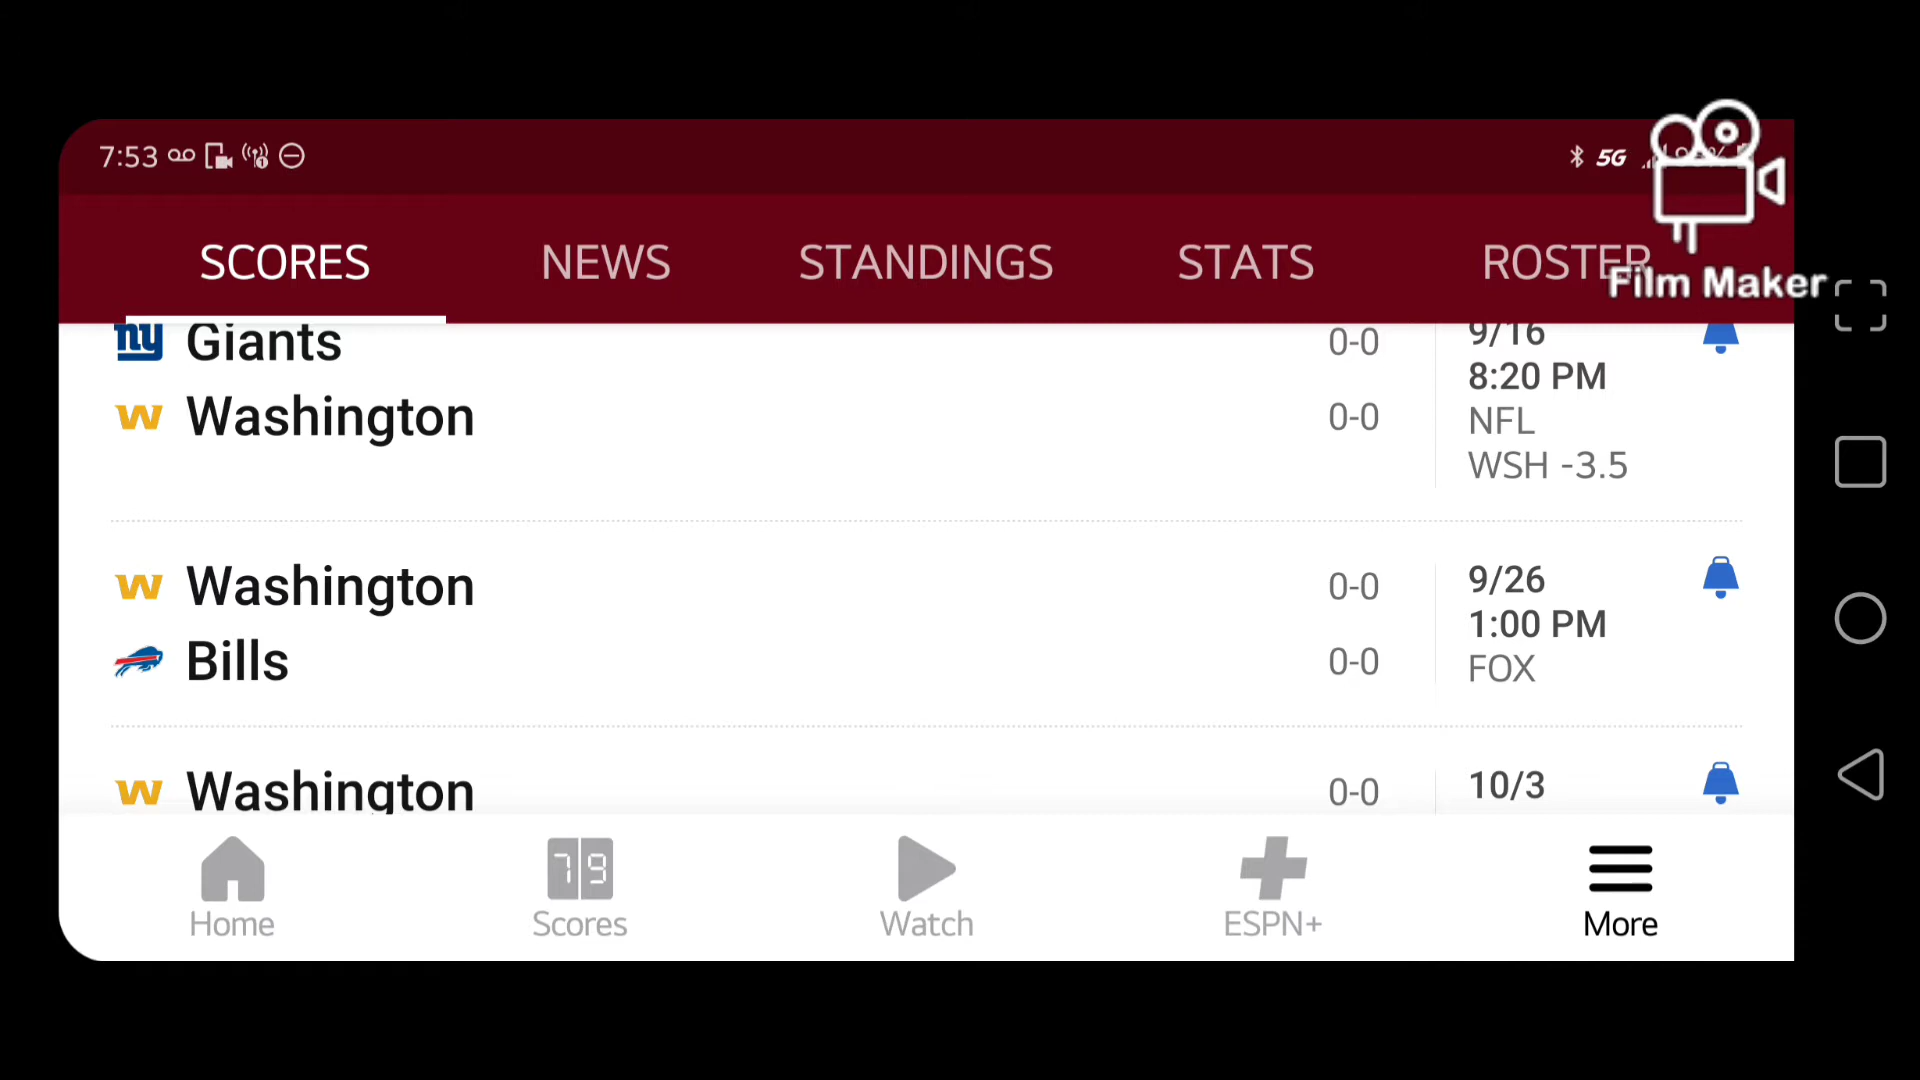 7:53
5G
SCORES NEWS STANDINGS STATS ROSTER
Film Maker
ny Giants 0-0 9/16
8:20 PM
W Washington 0-0 NFL
WSH -3.5
W Washington 0-0 9/26
1:00 PM
Bills 0-0 FOX
W Washington 0-0 10/3
79
Home Scores Watch ESPN+ More